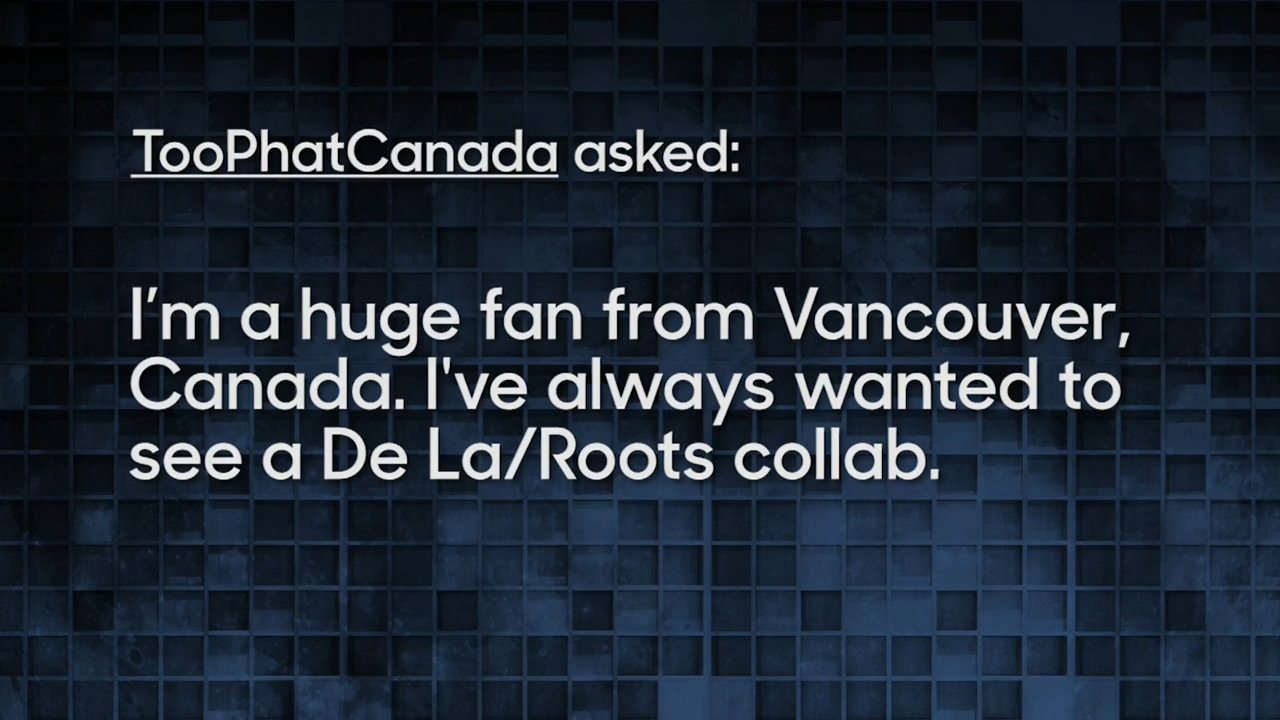 TooPhatCanada asked:
I’m a huge fan from Vancouver,
Canada. I've always wanted to
see a De La/Roots collab.